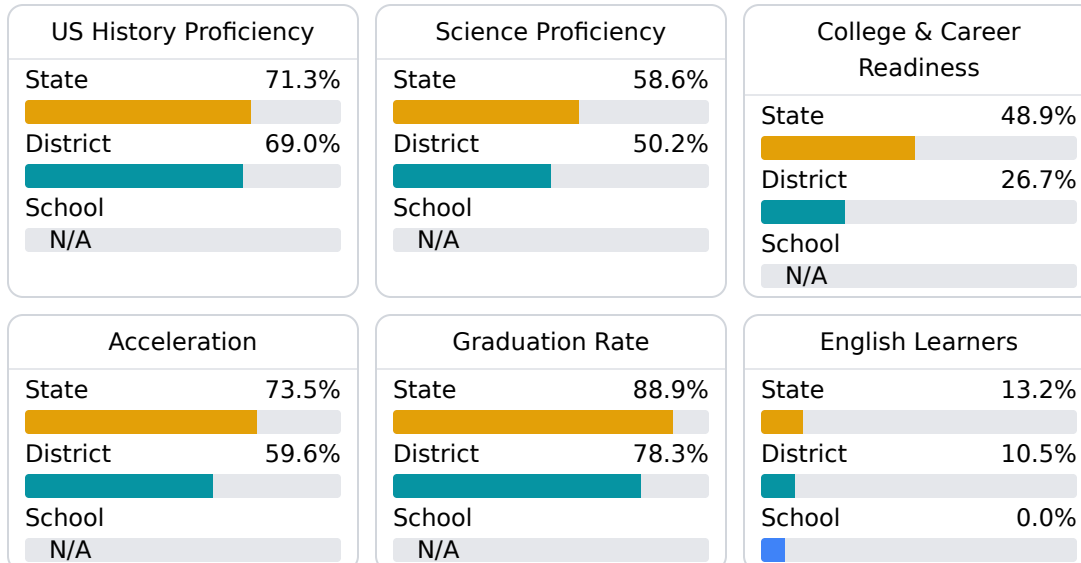 US History Proficiency
State 71.3%
District 69.0%
School
N/A
Science Proficiency
State 58.6%
District 50.2%
School
N/A
College & Career
Readiness
State 48.9%
District 26.7%
School
N/A
Acceleration
State 73.5%
District 59.6%
School
N/A
Graduation Rate
State 88.9%
District 78.3%
School
N/A
English Learners
State 13.2%
District 10.5%
School 0.0%